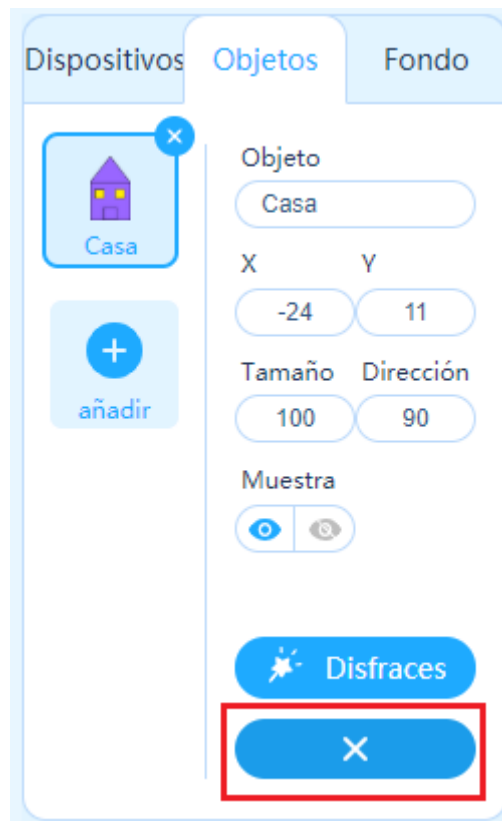 Dispositivos Objetos Fondo
Casa
añadir
Objeto
Casa
X Y
-24 11
Tamaño Dirección
100 90
Muestra
Disfraces